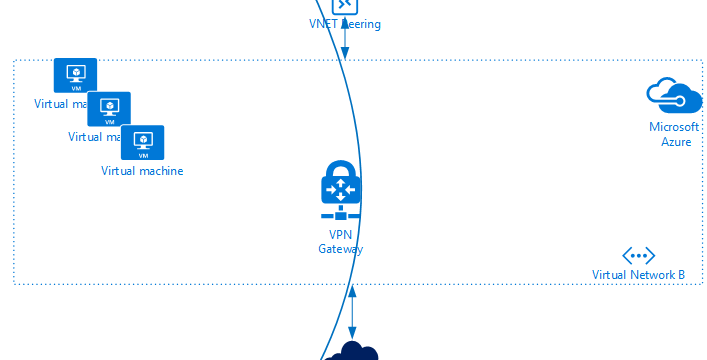 VNET Peering
VM
Virtual ma
VM
Virtual ma
VM
Virtual machine
Microsoft
Azure
VPN
Gateway
Virtual Network B